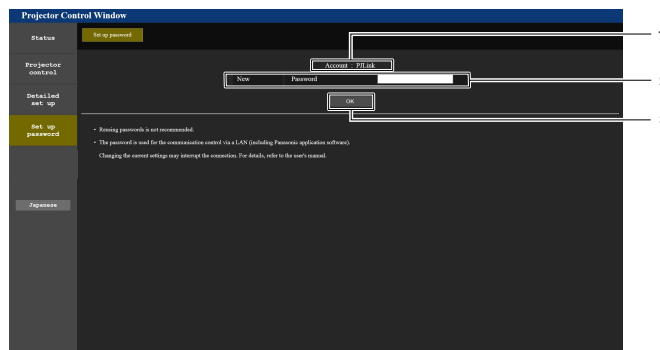 Projector Control Window
Status
Set up password
Projector
control
Account : PJLink
New Password
Detailed
set up
OK
Set up
password
• Reusing passwords is not recommended.
• The password is used for the communication control via a LAN (including Panasonic application software).
Changing the current settings may interrupt the connection. For details, refer to the user's manual.
Japanese